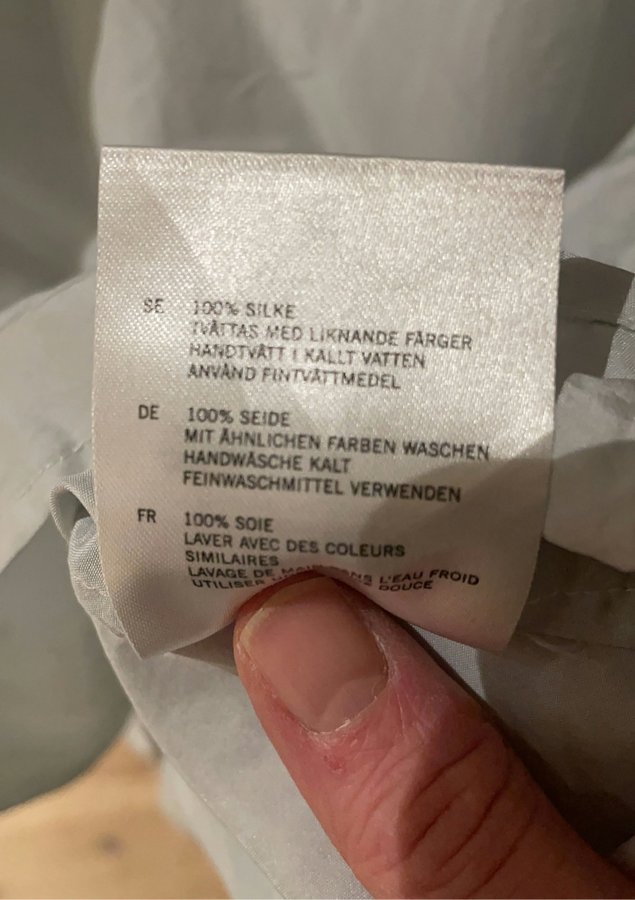 SE 100% SILKE
TVÄTTAS MED LIKNANDE FÄRGER
HANDTVÄTT I KALLT VATTEN
ANVÄND FINTVÄTTMEDEL
DE 100% SEIDE
MIT ÄHNLICHEN FARBEN WASCHEN
HANDWÄSCHE KALT
FEINWASCHMITTEL VERWENDEN
FR 100% SOIE
LAVER AVEC DES COULEURS
SIMILAIRES
LAVAGE DE L'EAU FROID
UTILISER DOUCE